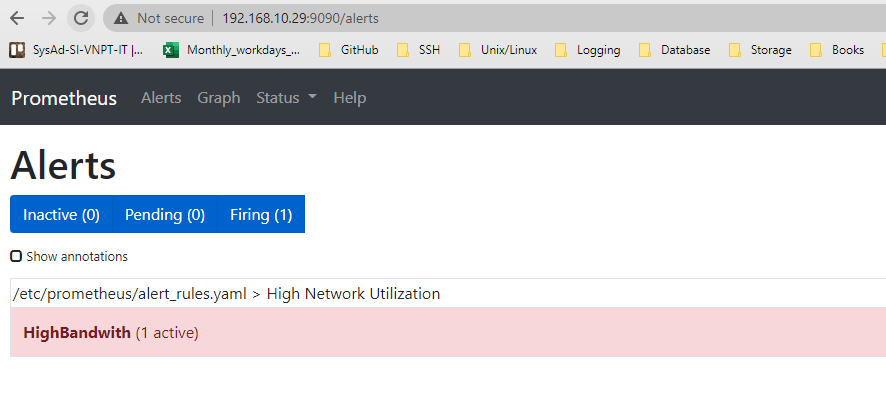 Not secure | 192.168.10.29:9090/alerts
SysAd-SI-VNPT-IT |... Monthly_workdays_... GitHub SSH Unix/Linux Logging Database Storage Books
Prometheus Alerts Graph Status Help
Alerts
Inactive (0) Pending (0) Firing (1)
Show annotations
/etc/prometheus/alert_rules.yaml > High Network Utilization
HighBandwith (1 active)